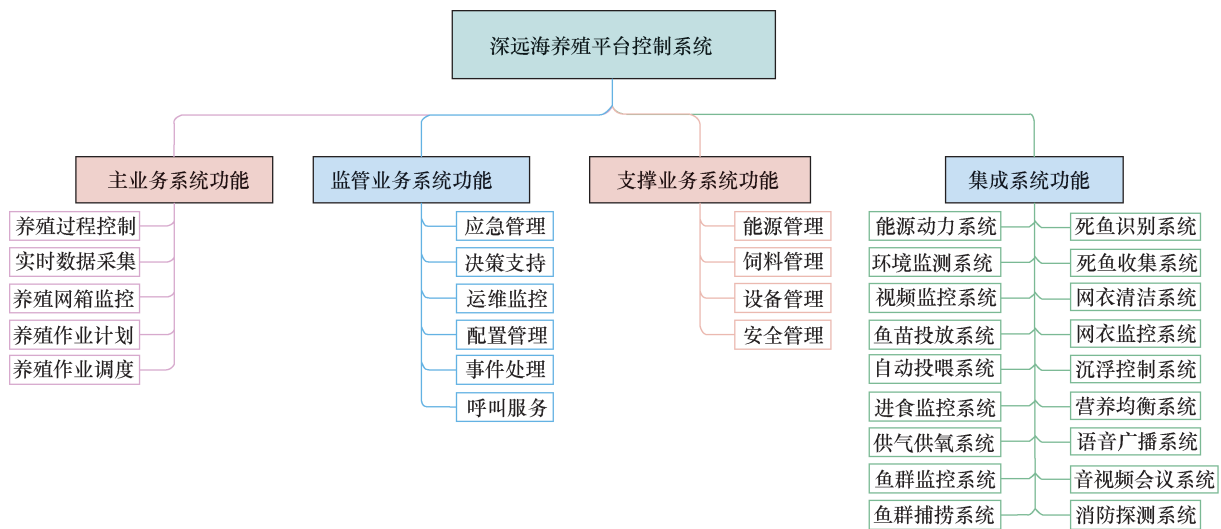 深远海养殖平台控制系统
主业务系统功能
养殖过程控制
实时数据采集
养殖网箱监控
养殖作业计划
养殖作业调度
监管业务系统功能
应急管理
决策支持
运维监控
配置管理
事件处理
呼叫服务
支撑业务系统功能
能源管理
饲料管理
设备管理
安全管理
集成系统功能
能源动力系统
环境监测系统
视频监控系统
鱼苗投放系统
自动投喂系统
进食监控系统
供气供氧系统
鱼群监控系统
鱼群捕捞系统
死鱼识别系统
死鱼收集系统
网衣清洁系统
网衣监控系统
沉浮控制系统
营养均衡系统
语音广播系统
音视频会议系统
消防探测系统